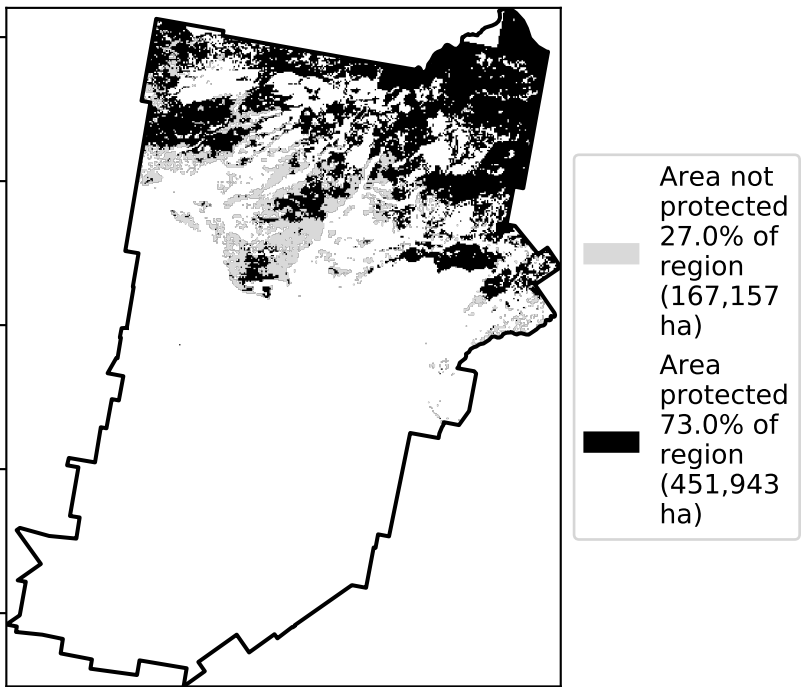 Area not
protected
27.0% of
region
(167,157
ha)
Area
protected
73.0% of
region
(451,943
ha)